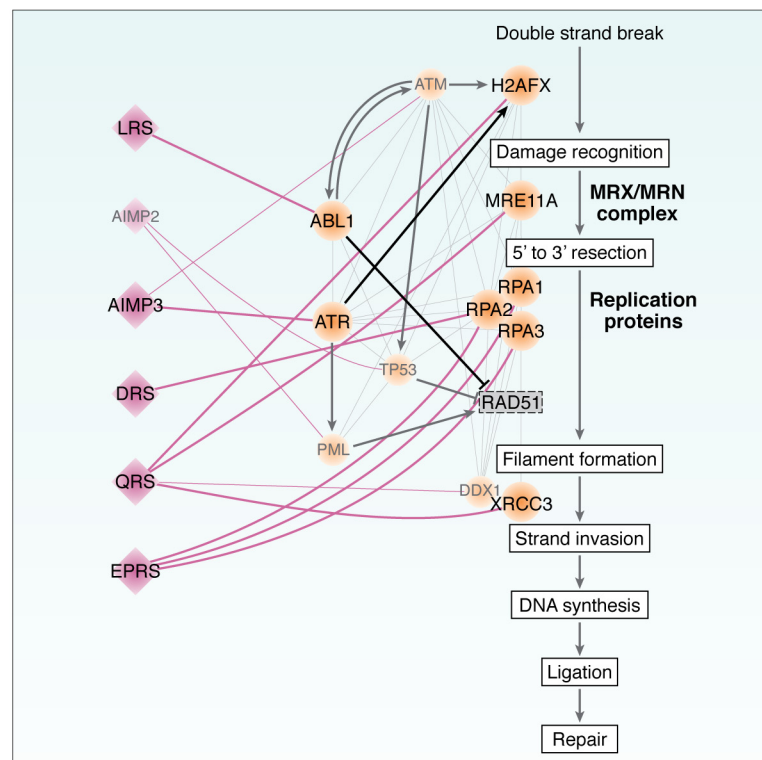 Double strand break
ATM
H2AFX
LRS
Damage recognition
MRE11A
MRX/MRN
complex
AIMP2
ABL1
5' to 3' resection
RPA1
AIMP3
RPA2
Replication
proteins
ATR
RPA3
TP53
DRS
RAD51
PML
Filament formation
QRS
DDX1
XRCC3
Strand invasion
EPRS
DNA synthesis
Ligation
Repair